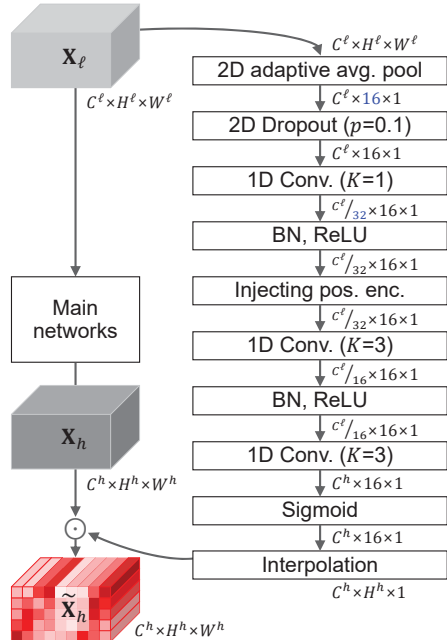 X_ℓ
C^ℓ×H^ℓ×W^ℓ
Main
networks
X_h
C^h×H^h×W^h
⊙
X̃_h
C^h×H^h×W^h
C^ℓ×H^ℓ×W^ℓ
2D adaptive avg. pool
C^ℓ×16×1
2D Dropout (p=0.1)
C^ℓ×16×1
1D Conv. (K=1)
C^ℓ/32×16×1
BN, ReLU
C^ℓ/32×16×1
Injecting pos. enc.
C^ℓ/32×16×1
1D Conv. (K=3)
C^ℓ/16×16×1
BN, ReLU
C^ℓ/16×16×1
1D Conv. (K=3)
C^h×16×1
Sigmoid
C^h×16×1
Interpolation
C^h×H^h×1